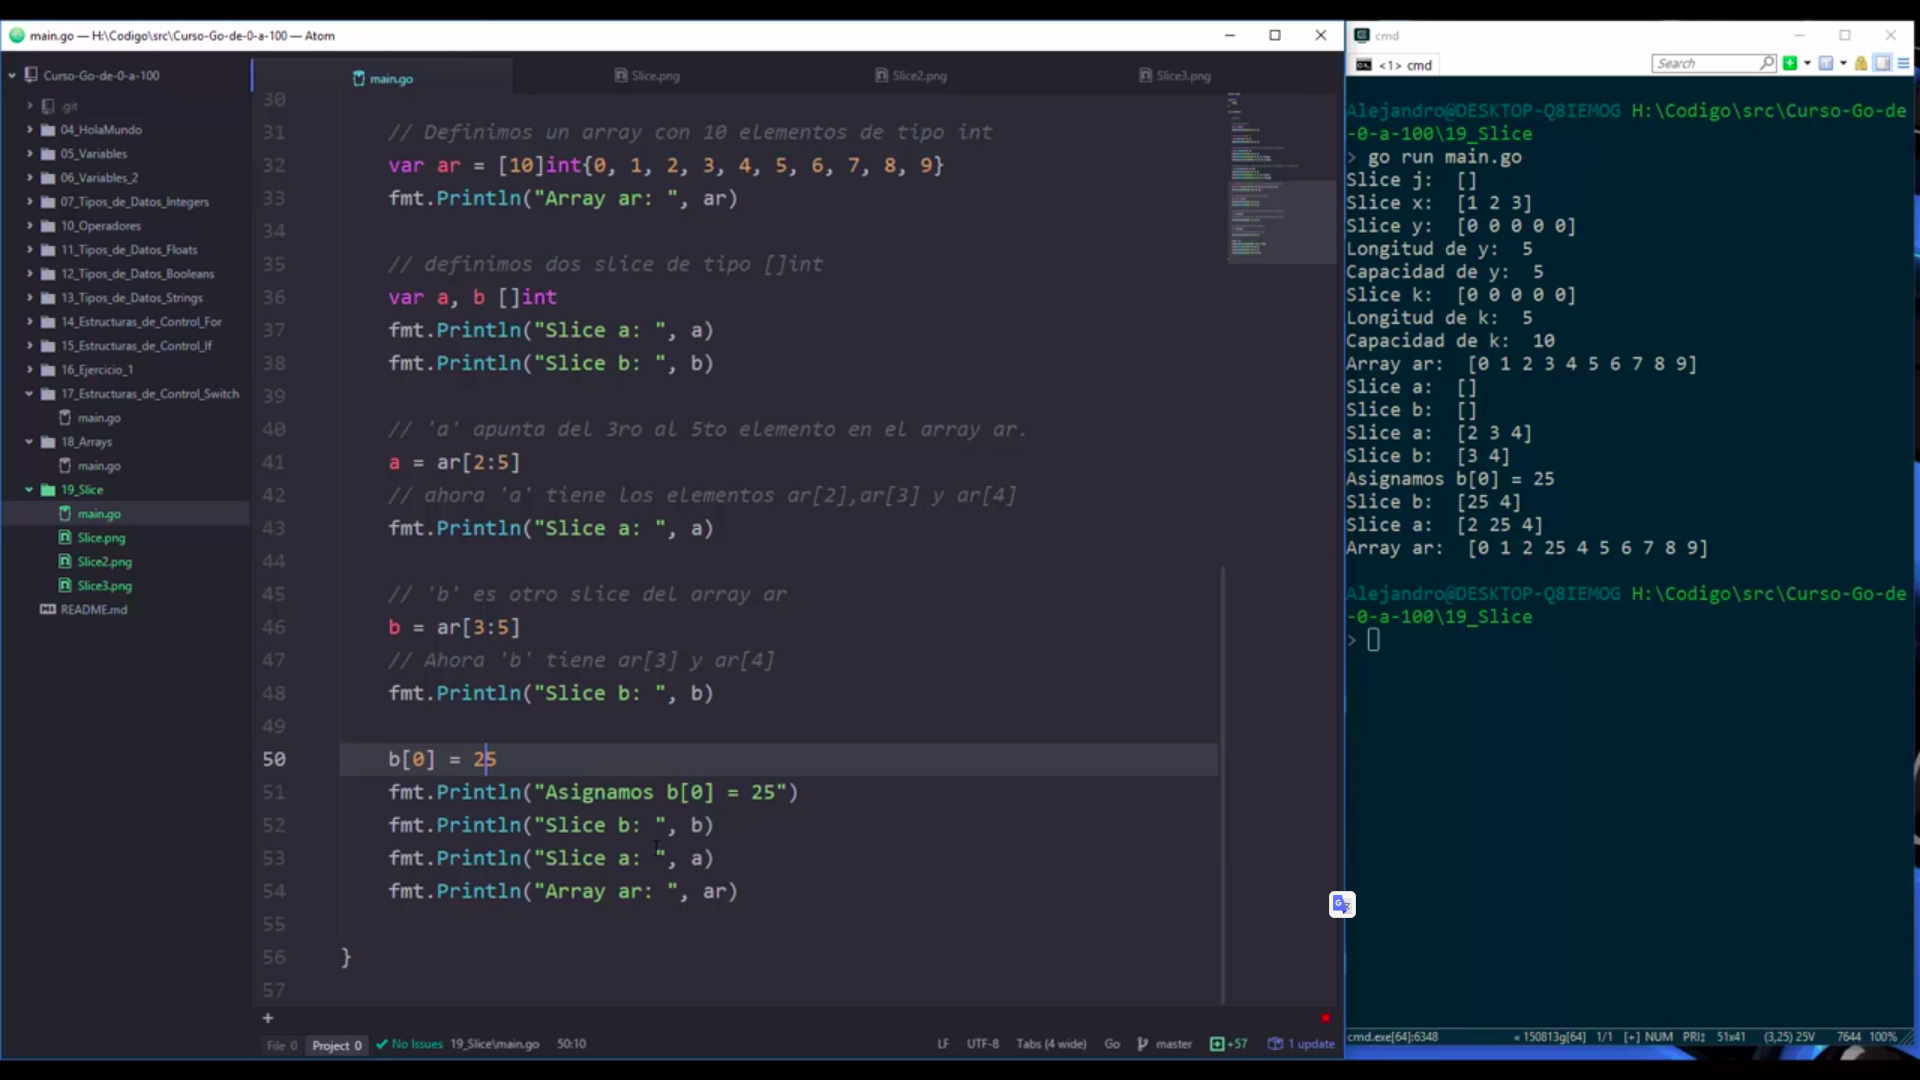 main.go — H:\Codigo\src\Curso-Go-de-0-a-100 — Atom
Curso-Go-de-0-a-100
.git
04_HolaMundo
05_Variables
06_Variables_2
07_Tipos_de_Datos_Integers
10_Operadores
11_Tipos_de_Datos_Floats
12_Tipos_de_Datos_Booleans
13_Tipos_de_Datos_Strings
14_Estructuras_de_Control_For
15_Estructuras_de_Control_If
16_Ejercicio_1
17_Estructuras_de_Control_Switch
main.go
18_Arrays
main.go
19_Slice
main.go
Slice.png
Slice2.png
Slice3.png
README.md
main.go Slice.png Slice2.png Slice3.png
30
31 // Definimos un array con 10 elementos de tipo int
32 var ar = [10]int{0, 1, 2, 3, 4, 5, 6, 7, 8, 9}
33 fmt.Println("Array ar: ", ar)
34
35 // definimos dos slice de tipo []int
36 var a, b []int
37 fmt.Println("Slice a: ", a)
38 fmt.Println("Slice b: ", b)
39
40 // 'a' apunta del 3ro al 5to elemento en el array ar.
41 a = ar[2:5]
42 // ahora 'a' tiene los elementos ar[2],ar[3] y ar[4]
43 fmt.Println("Slice a: ", a)
44
45 // 'b' es otro slice del array ar
46 b = ar[3:5]
47 // Ahora 'b' tiene ar[3] y ar[4]
48 fmt.Println("Slice b: ", b)
49
50 b[0] = 25
51 fmt.Println("Asignamos b[0] = 25")
52 fmt.Println("Slice b: ", b)
53 fmt.Println("Slice a: ", a)
54 fmt.Println("Array ar: ", ar)
55
56 }
57
+
File 0 Project 0 No Issues 19_Slice\main.go 50:10 LF UTF-8 Tabs (4 wide) Go master +57 1 update
cmd
<1> cmd Search
Alejandro@DESKTOP-Q8IEMOG H:\Codigo\src\Curso-Go-de
-0-a-100\19_Slice
> go run main.go
Slice j: []
Slice x: [1 2 3]
Slice y: [0 0 0 0 0]
Longitud de y: 5
Capacidad de y: 5
Slice k: [0 0 0 0 0]
Longitud de k: 5
Capacidad de k: 10
Array ar: [0 1 2 3 4 5 6 7 8 9]
Slice a: []
Slice b: []
Slice a: [2 3 4]
Slice b: [3 4]
Asignamos b[0] = 25
Slice b: [25 4]
Slice a: [2 25 4]
Array ar: [0 1 2 25 4 5 6 7 8 9]
Alejandro@DESKTOP-Q8IEMOG H:\Codigo\src\Curso-Go-de
-0-a-100\19_Slice
>
cmd.exe[64]:6348 «150813g[64] 1/1 [+] NUM PRI‡ 51x41 (3,25) 25V 7644 100%